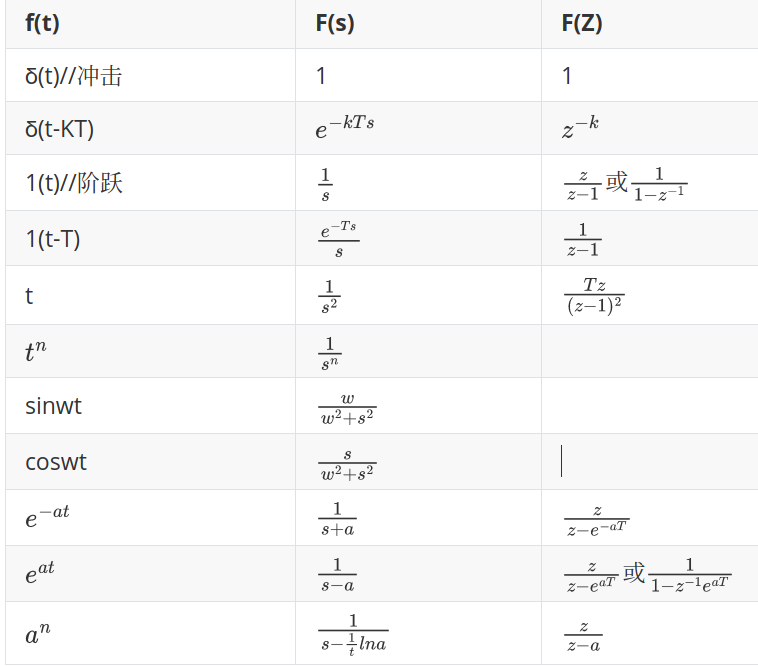 f(t) F(s) F(Z)
δ(t)//冲击 1 1
δ(t-KT) e^{-kTs} z^{-k}
1(t)//阶跃 \frac{1}{s} \frac{z}{z-1}或\frac{1}{1-z^{-1}}
1(t-T) \frac{e^{-Ts}}{s} \frac{1}{z-1}
t \frac{1}{s^2} \frac{Tz}{(z-1)^2}
t^n \frac{1}{s^n}
sinwt \frac{w}{w^2+s^2}
coswt \frac{s}{w^2+s^2}
e^{-at} \frac{1}{s+a} \frac{z}{z-e^{-aT}}
e^{at} \frac{1}{s-a} \frac{z}{z-e^{aT}}或\frac{1}{1-z^{-1}e^{aT}}
a^n \frac{1}{s-\frac{1}{t}lna} \frac{z}{z-a}